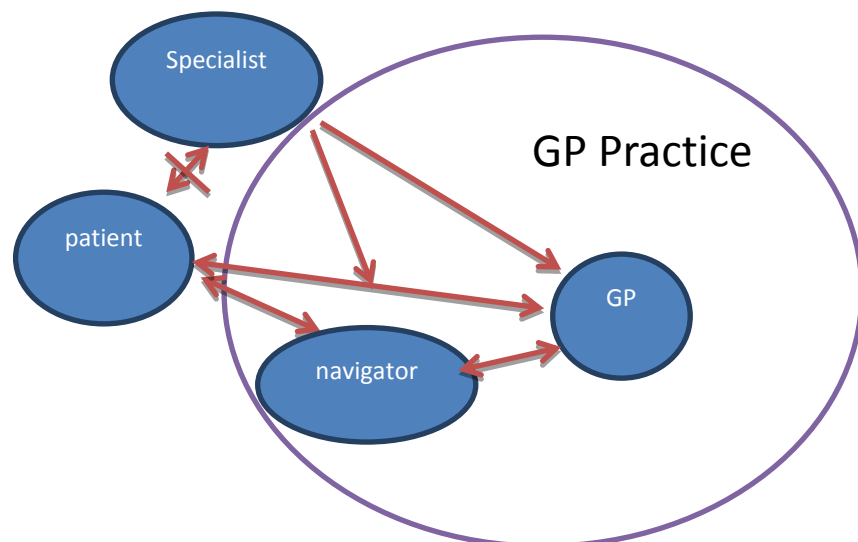 Specialist
GP Practice
patient
GP
navigator